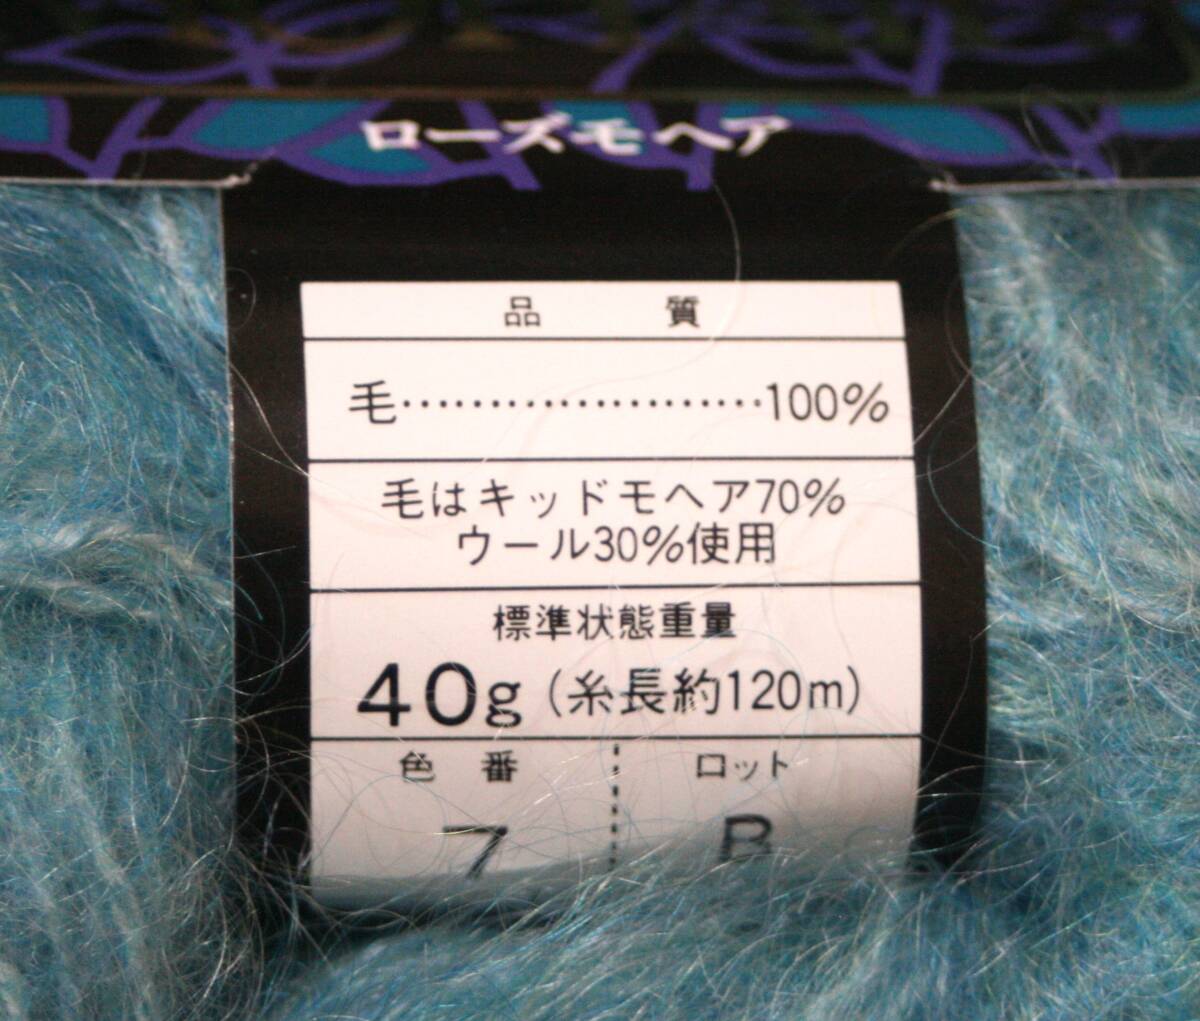 ローズモヘア
品 質
毛‥‥‥‥‥‥‥‥‥‥100%
毛はキッドモヘア70%
ウール30%使用
標準状態重量
40g（糸長約120m）
色 番 ロット
7 B